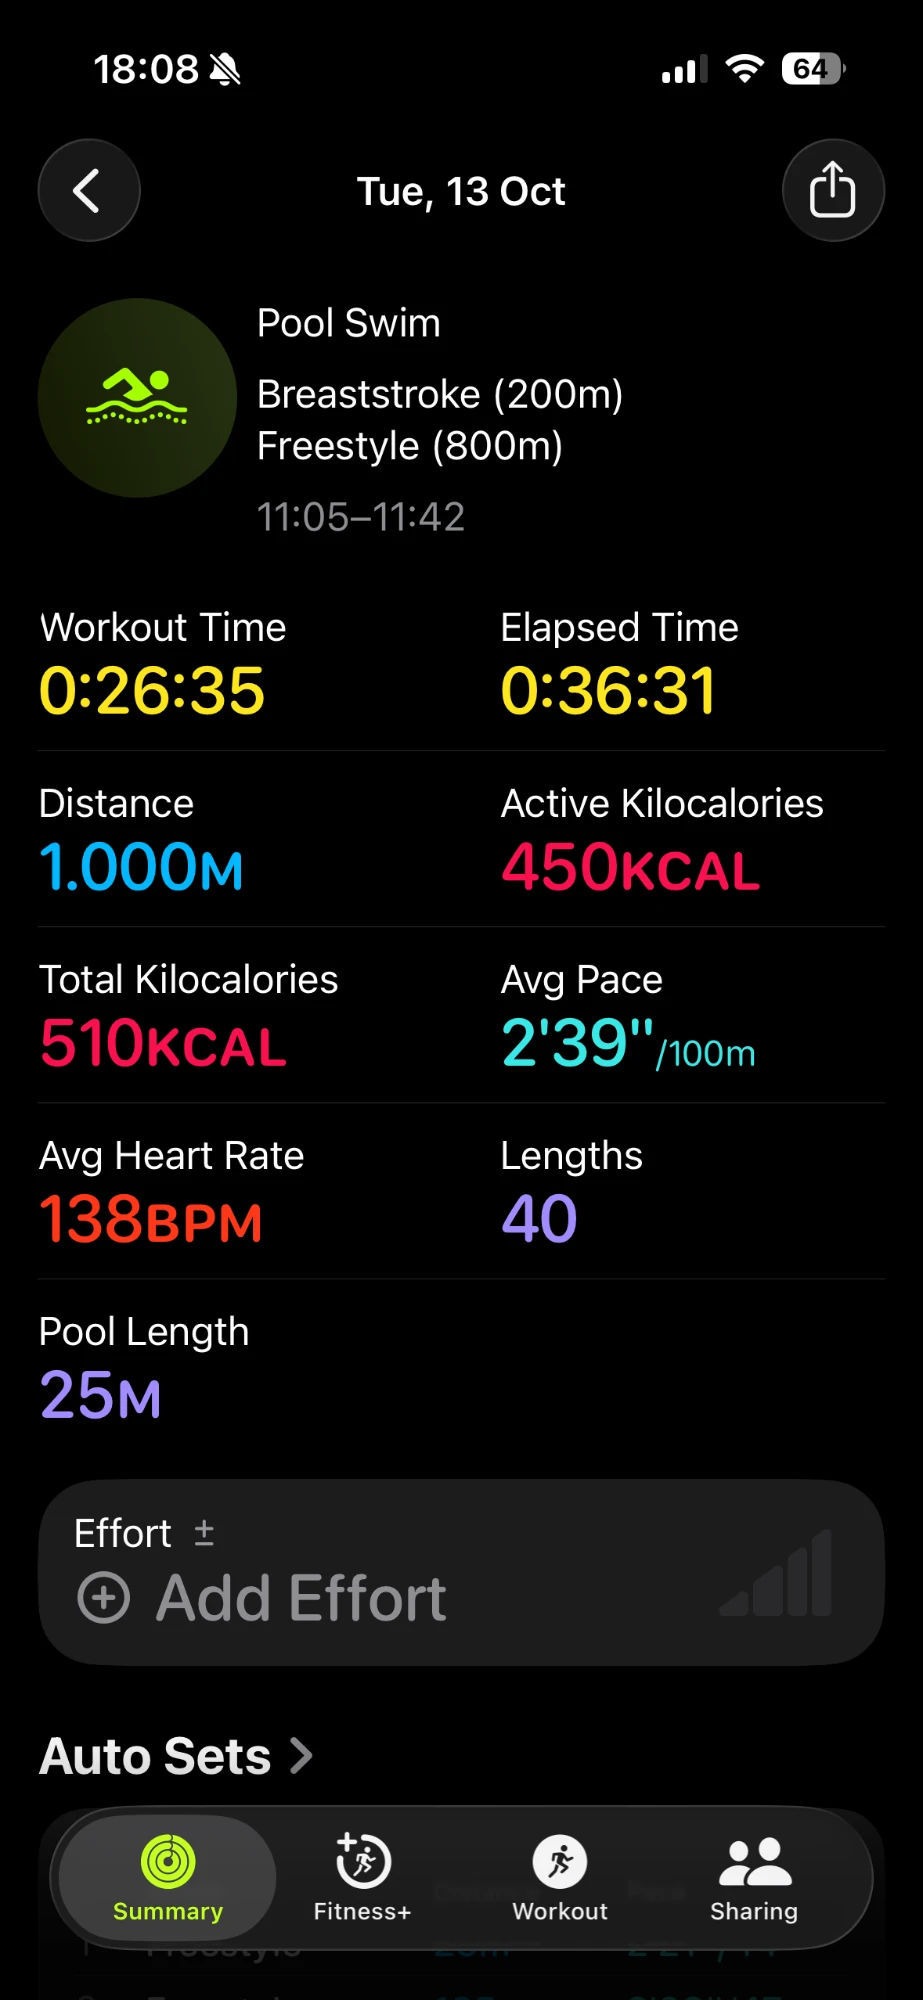 18:08
64
Tue, 13 Oct
Pool Swim
Breaststroke (200m)
Freestyle (800m)
11:05–11:42
Workout Time
0:26:35
Elapsed Time
0:36:31
Distance
1.000M
Active Kilocalories
450KCAL
Total Kilocalories
510KCAL
Avg Pace
2'39"/100m
Avg Heart Rate
138BPM
Lengths
40
Pool Length
25M
Effort ±
Add Effort
Auto Sets
Summary
Fitness+
Workout
Sharing